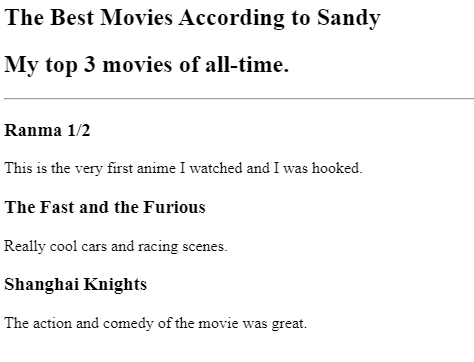 The Best Movies According to Sandy
My top 3 movies of all-time.
Ranma 1/2
This is the very first anime I watched and I was hooked.
The Fast and the Furious
Really cool cars and racing scenes.
Shanghai Knights
The action and comedy of the movie was great.